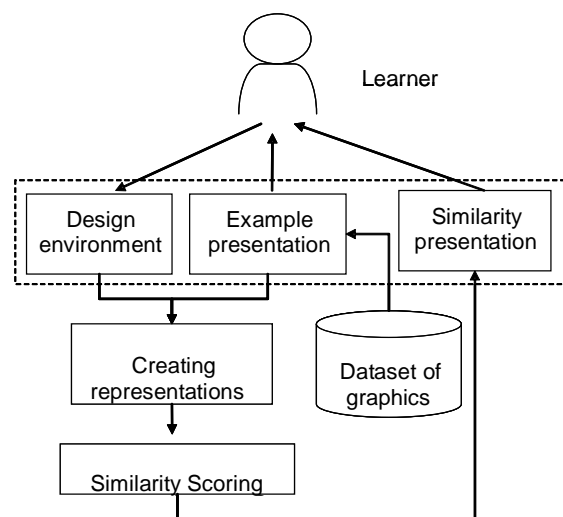 Learner
Design
environment
Example
presentation
Similarity
presentation
Creating
representations
Dataset of
graphics
Similarity Scoring